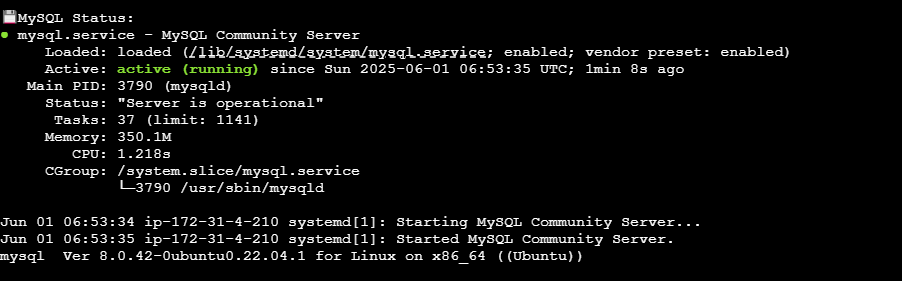 💾MySQL Status:
● mysql.service - MySQL Community Server
     Loaded: loaded (/lib/systemd/system/mysql.service; enabled; vendor preset: enabled)
     Active: active (running) since Sun 2025-06-01 06:53:35 UTC; 1min 8s ago
   Main PID: 3790 (mysqld)
     Status: "Server is operational"
      Tasks: 37 (limit: 1141)
     Memory: 350.1M
        CPU: 1.218s
     CGroup: /system.slice/mysql.service
             └─3790 /usr/sbin/mysqld

Jun 01 06:53:34 ip-172-31-4-210 systemd[1]: Starting MySQL Community Server...
Jun 01 06:53:35 ip-172-31-4-210 systemd[1]: Started MySQL Community Server.
mysql  Ver 8.0.42-0ubuntu0.22.04.1 for Linux on x86_64 ((Ubuntu))